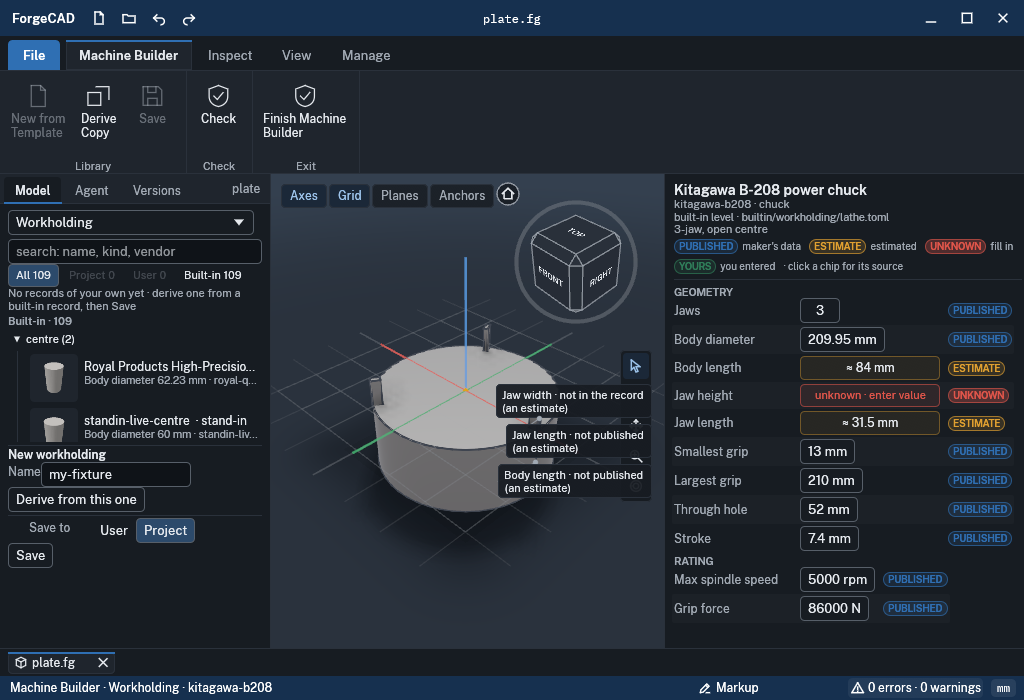 ForgeCAD
plate.fg
File
Machine Builder
Inspect
View
Manage
New from
Template
Derive
Copy
Save
Check
Finish Machine
Builder
Library
Check
Exit
Model
Agent
Versions
plate
Workholding
search: name, kind, vendor
All 109
Project 0
User 0
Built-in 109
No records of your own yet · derive one from a
built-in record, then Save
Built-in · 109
▼ centre (2)
Royal Products High-Precisio...
Body diameter 62.23 mm · royal-q...
standin-live-centre · stand-in
Body diameter 60 mm · standin-liv...
New workholding
Name
my-fixture
Derive from this one
Save to
User
Project
Save
Axes
Grid
Planes
Anchors
TOP
FRONT
RIGHT
Jaw width · not in the record
(an estimate)
Jaw length · not published
(an estimate)
Body length · not published
(an estimate)
Kitagawa B-208 power chuck
kitagawa-b208 · chuck
built-in level · builtin/workholding/lathe.toml
3-jaw, open centre
PUBLISHED maker's data ESTIMATE estimated UNKNOWN fill in
YOURS you entered · click a chip for its source
GEOMETRY
Jaws 3 PUBLISHED
Body diameter 209.95 mm PUBLISHED
Body length ≈ 84 mm ESTIMATE
Jaw height unknown · enter value UNKNOWN
Jaw length ≈ 31.5 mm ESTIMATE
Smallest grip 13 mm PUBLISHED
Largest grip 210 mm PUBLISHED
Through hole 52 mm PUBLISHED
Stroke 7.4 mm PUBLISHED
RATING
Max spindle speed 5000 rpm PUBLISHED
Grip force 86000 N PUBLISHED
plate.fg
Machine Builder · Workholding · kitagawa-b208
Markup
0 errors · 0 warnings
mm